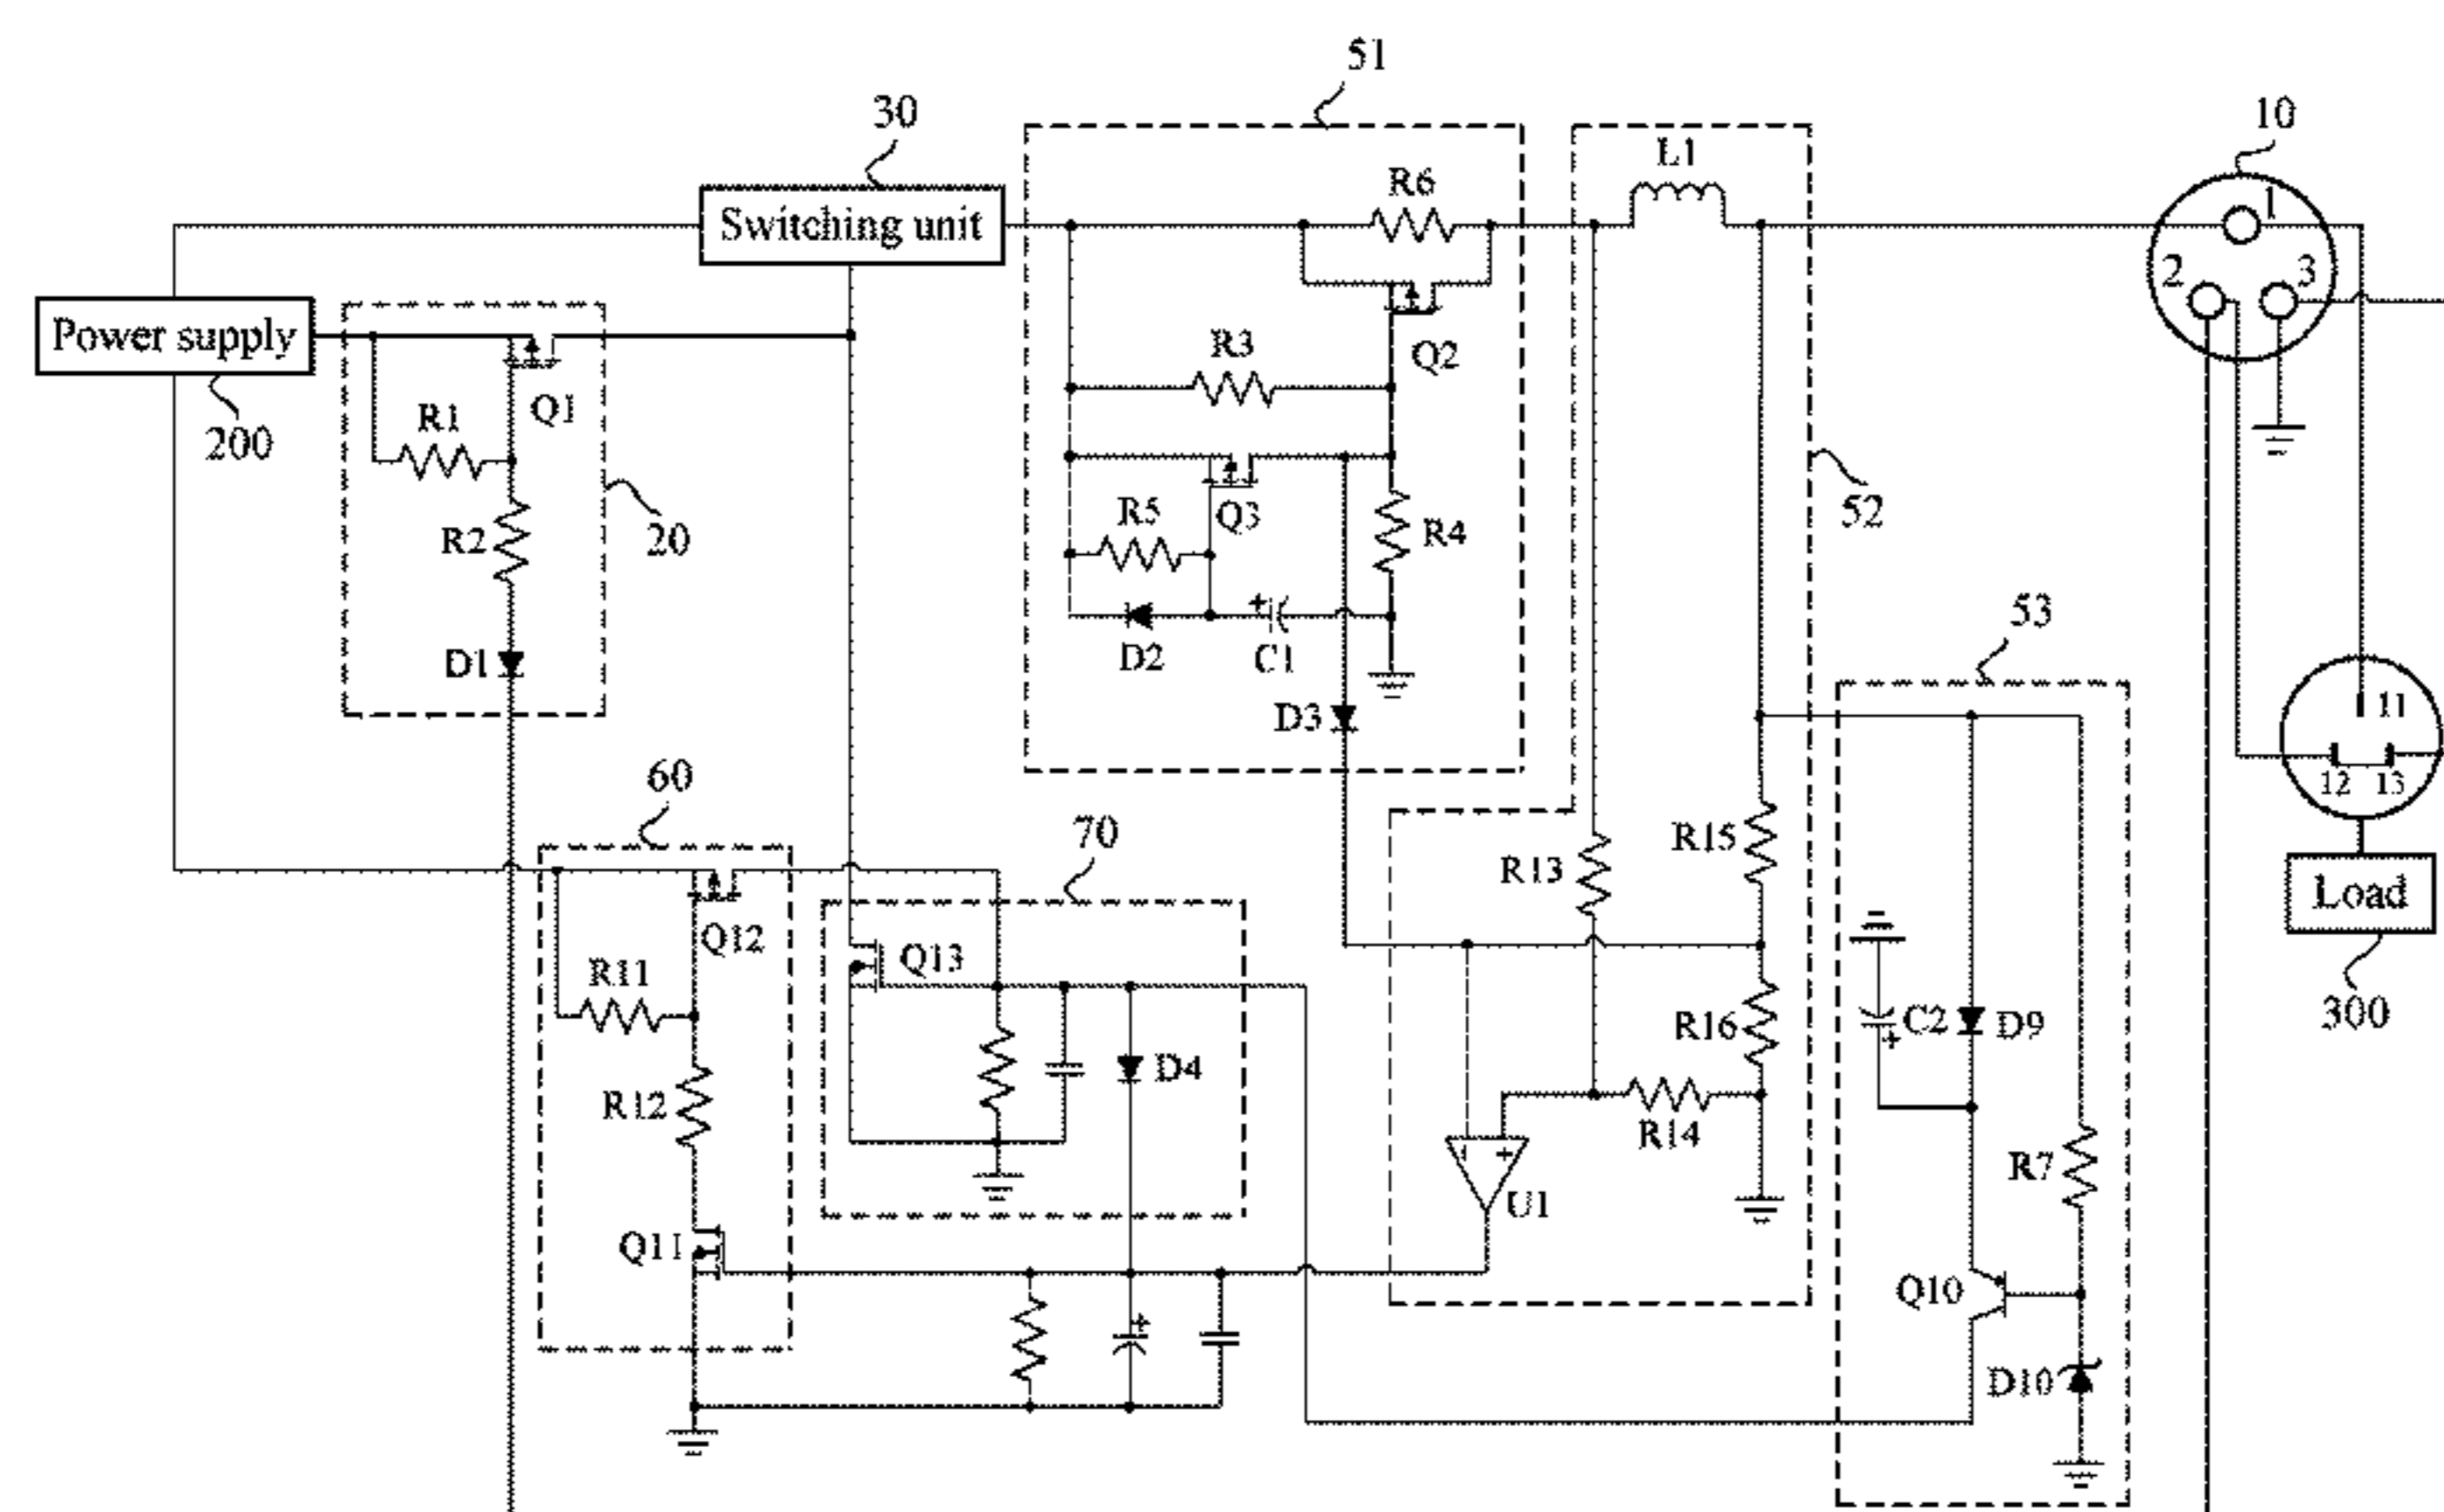 51
30
10
L1
R6
1
Switching unit
2
3
Power supply
R3
Q2
Q1
R1
200
R5
Q3
R4
52
R2
20
+
53
D1
D2
C1
D3
11
60
12
13
70
R15
R13
Load
Q12
Q13
R11
C2
D9
300
R16
+
D4
R12
R14
-
+
R7
U1
Q11
Q10
+
D10